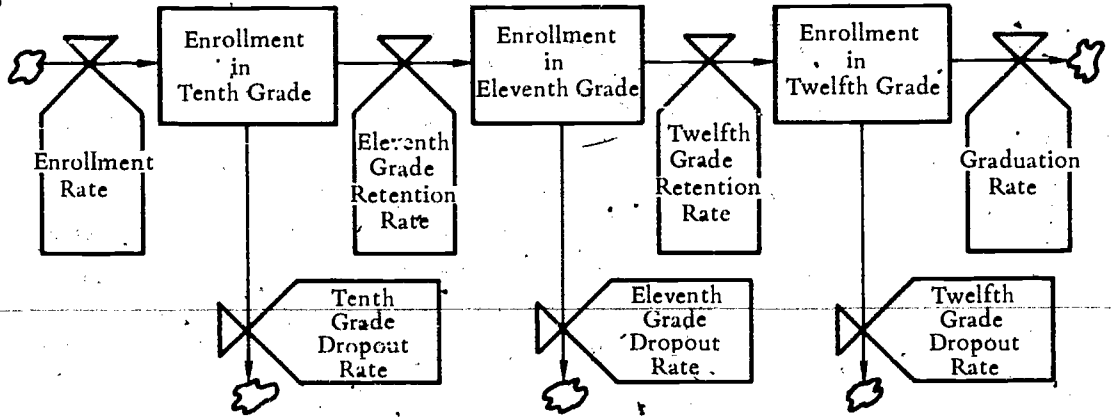 Enrollment
in
Tenth Grade
Enrollment
in
Eleventh Grade
Enrollment
in
Twelfth Grade
Enrollment
Rate
Eleventh
Grade
Retention
Rate
Twelfth
Grade
Retention
Rate
Graduation
Rate
Tenth
Grade
Dropout
Rate
Eleventh
Grade
Dropout
Rate
Twelfth
Grade
Dropout
Rate